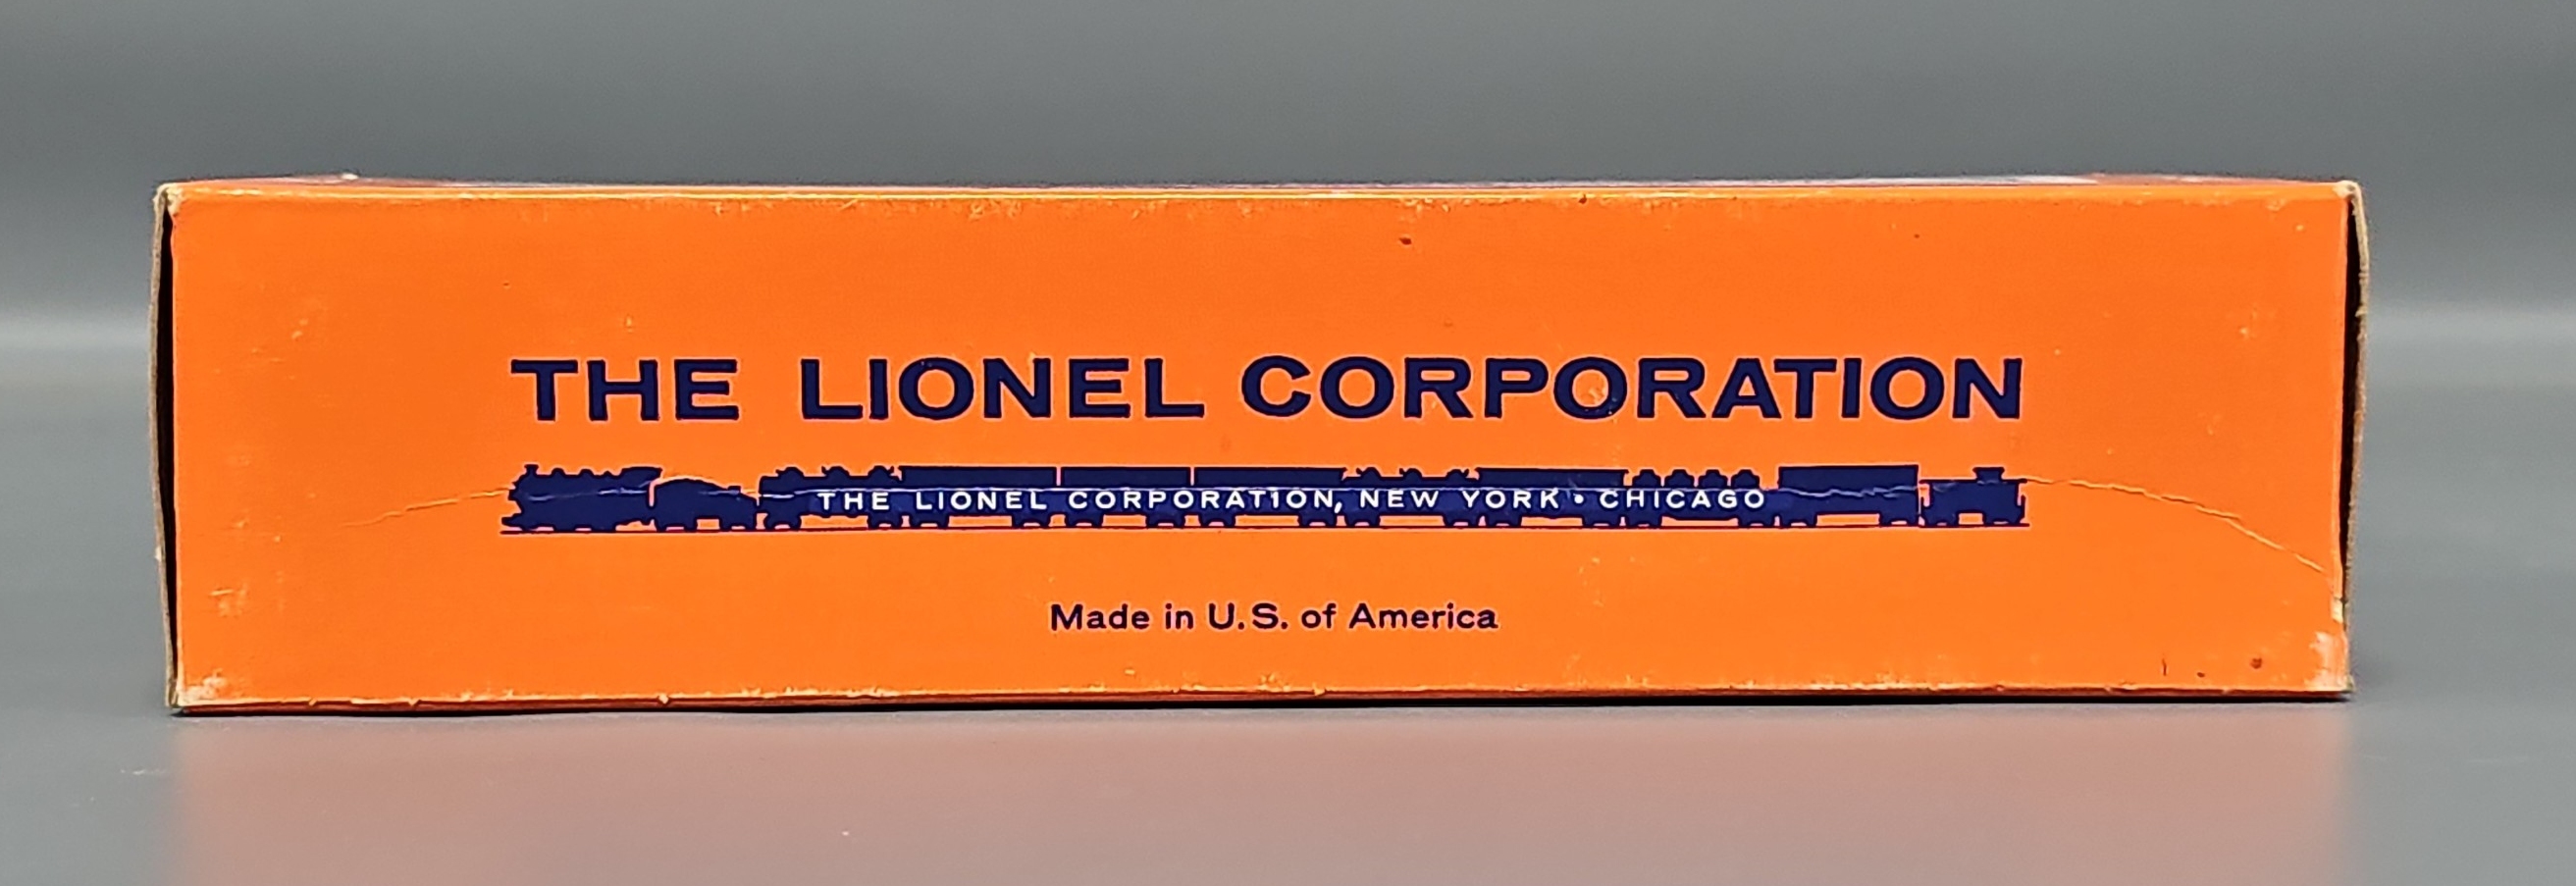 THE LIONEL CORPORATION
THE LIONEL CORPORATION, NEW YORK • CHICAGO
Made in U.S. of America